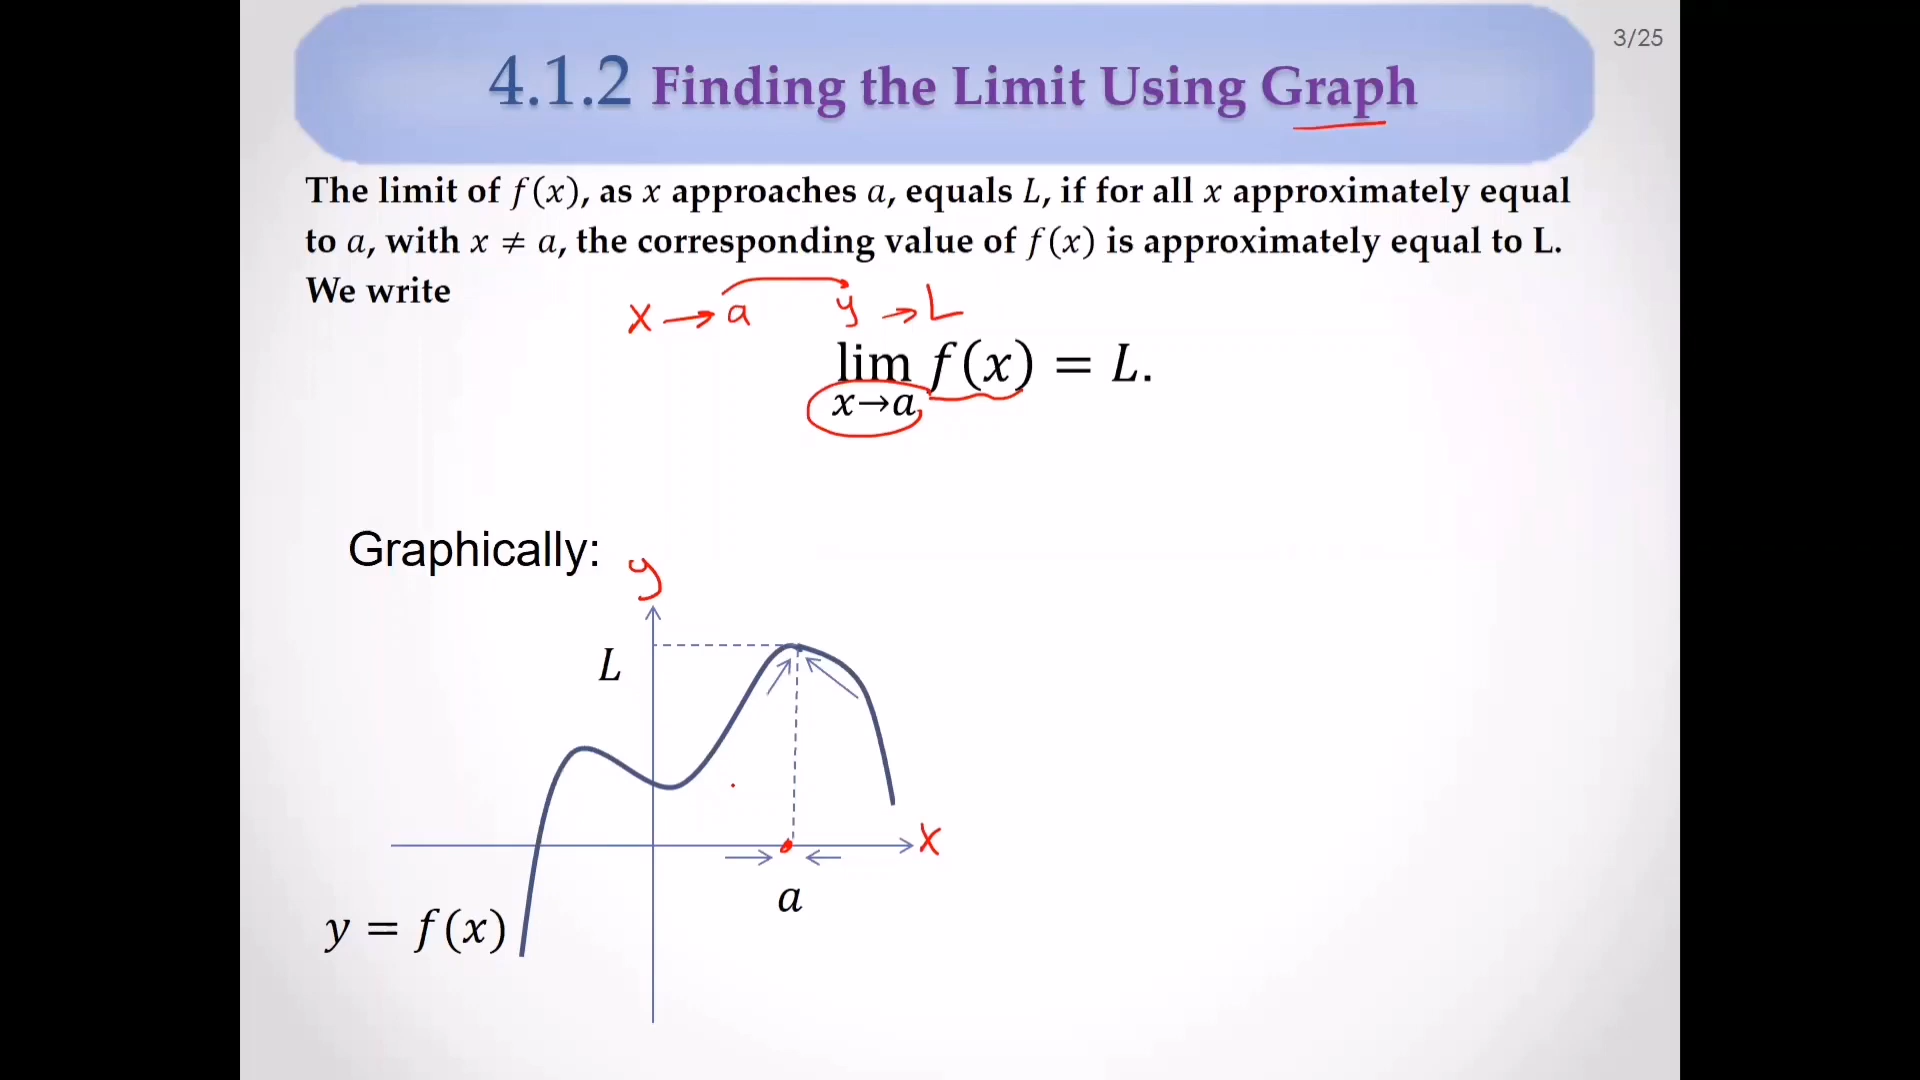 3/25
4.1.2 Finding the Limit Using Graph
The limit of f(x), as x approaches a, equals L, if for all x approximately equal
to a, with x ≠ a, the corresponding value of f(x) is approximately equal to L.
We write
x → a y → L
lim f(x) = L.
x→a
Graphically:
y
L
x
a
y = f(x)